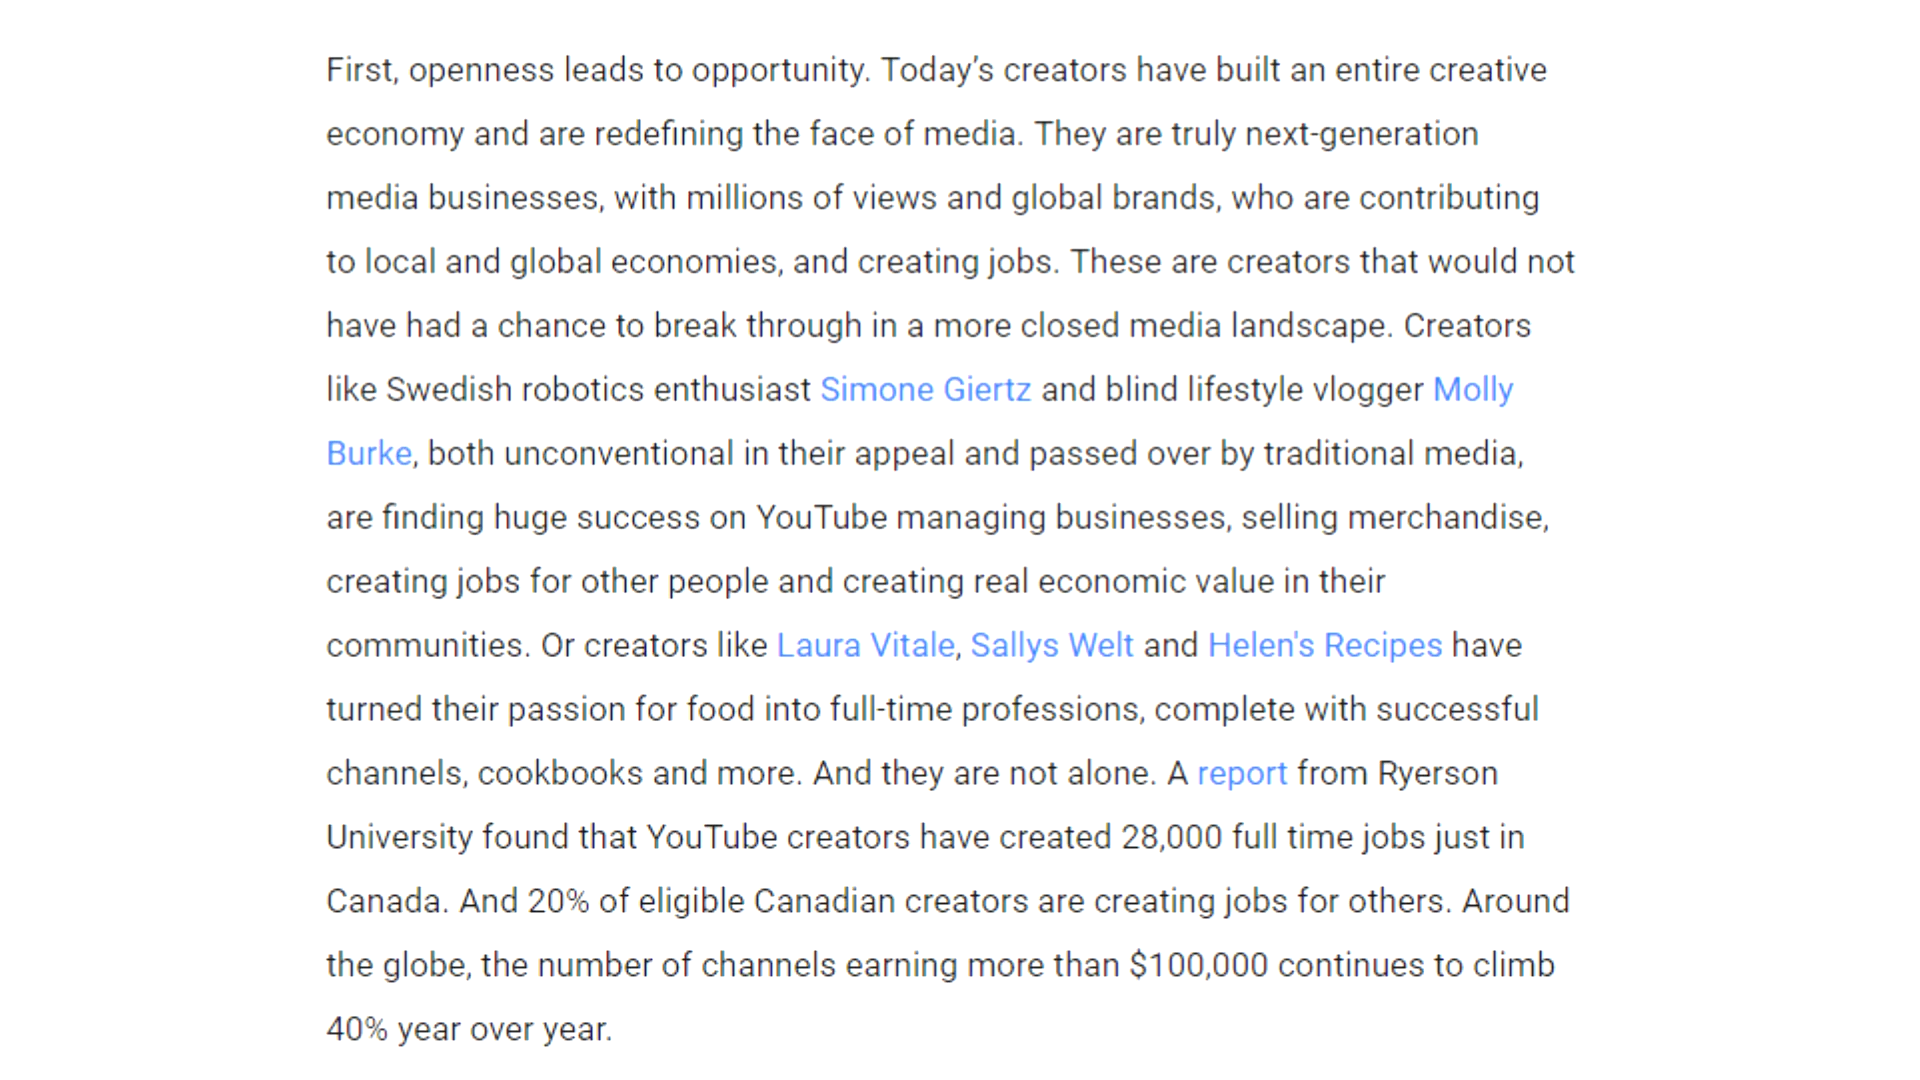 First, openness leads to opportunity. Today’s creators have built an entire creative
economy and are redefining the face of media. They are truly next-generation
media businesses, with millions of views and global brands, who are contributing
to local and global economies, and creating jobs. These are creators that would not
have had a chance to break through in a more closed media landscape. Creators
like Swedish robotics enthusiast Simone Giertz and blind lifestyle vlogger Molly
Burke, both unconventional in their appeal and passed over by traditional media,
are finding huge success on YouTube managing businesses, selling merchandise,
creating jobs for other people and creating real economic value in their
communities. Or creators like Laura Vitale, Sallys Welt and Helen's Recipes have
turned their passion for food into full-time professions, complete with successful
channels, cookbooks and more. And they are not alone. A report from Ryerson
University found that YouTube creators have created 28,000 full time jobs just in
Canada. And 20% of eligible Canadian creators are creating jobs for others. Around
the globe, the number of channels earning more than $100,000 continues to climb
40% year over year.